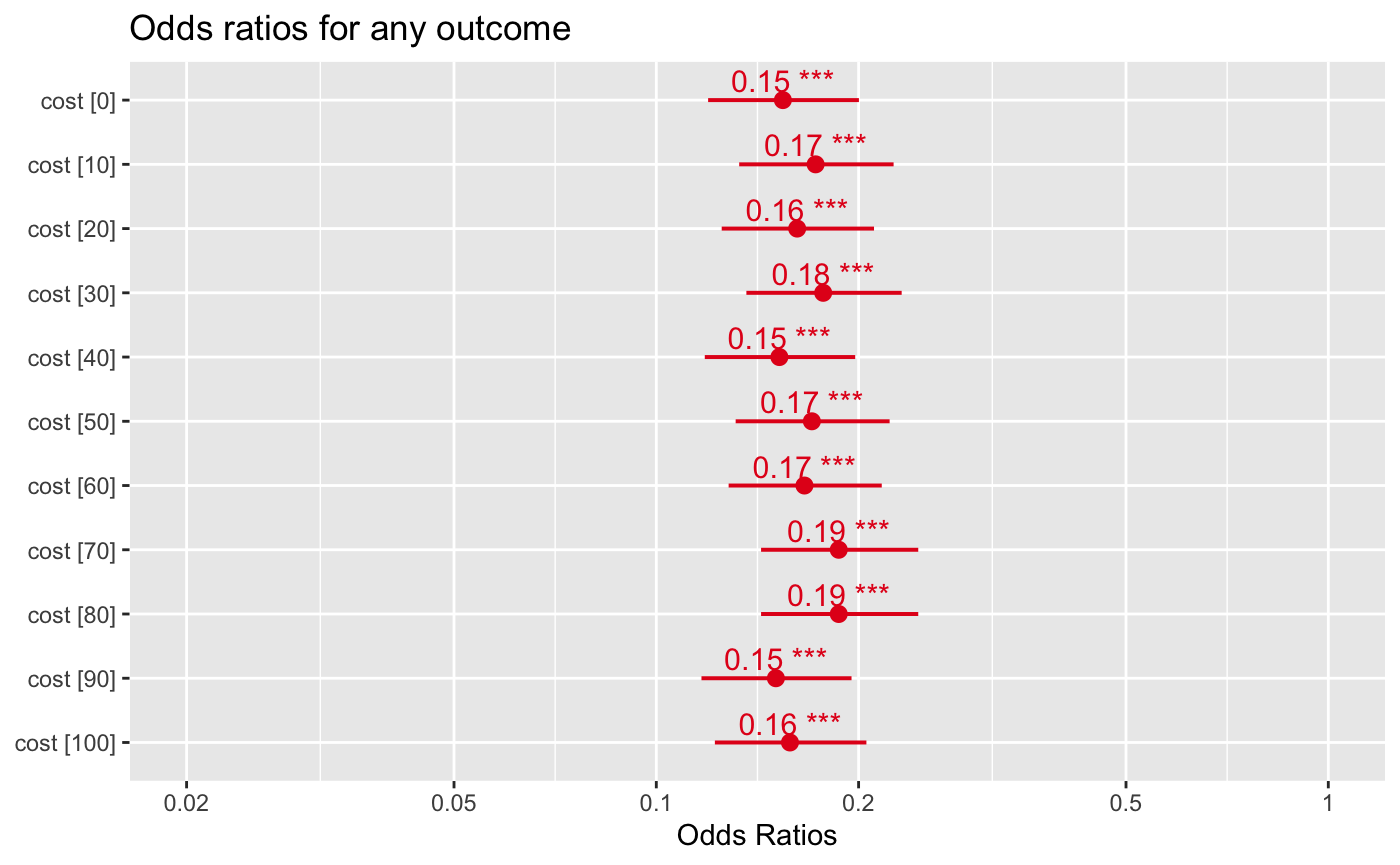 Odds ratios for any outcome
cost [0] 0.15 ***
cost [10] 0.17 ***
cost [20] 0.16 ***
cost [30] 0.18 ***
cost [40] 0.15 ***
cost [50] 0.17 ***
cost [60] 0.17 ***
cost [70] 0.19 ***
cost [80] 0.19 ***
cost [90] 0.15 ***
cost [100] 0.16 ***
0.02 0.05 0.1 0.2 0.5 1
Odds Ratios